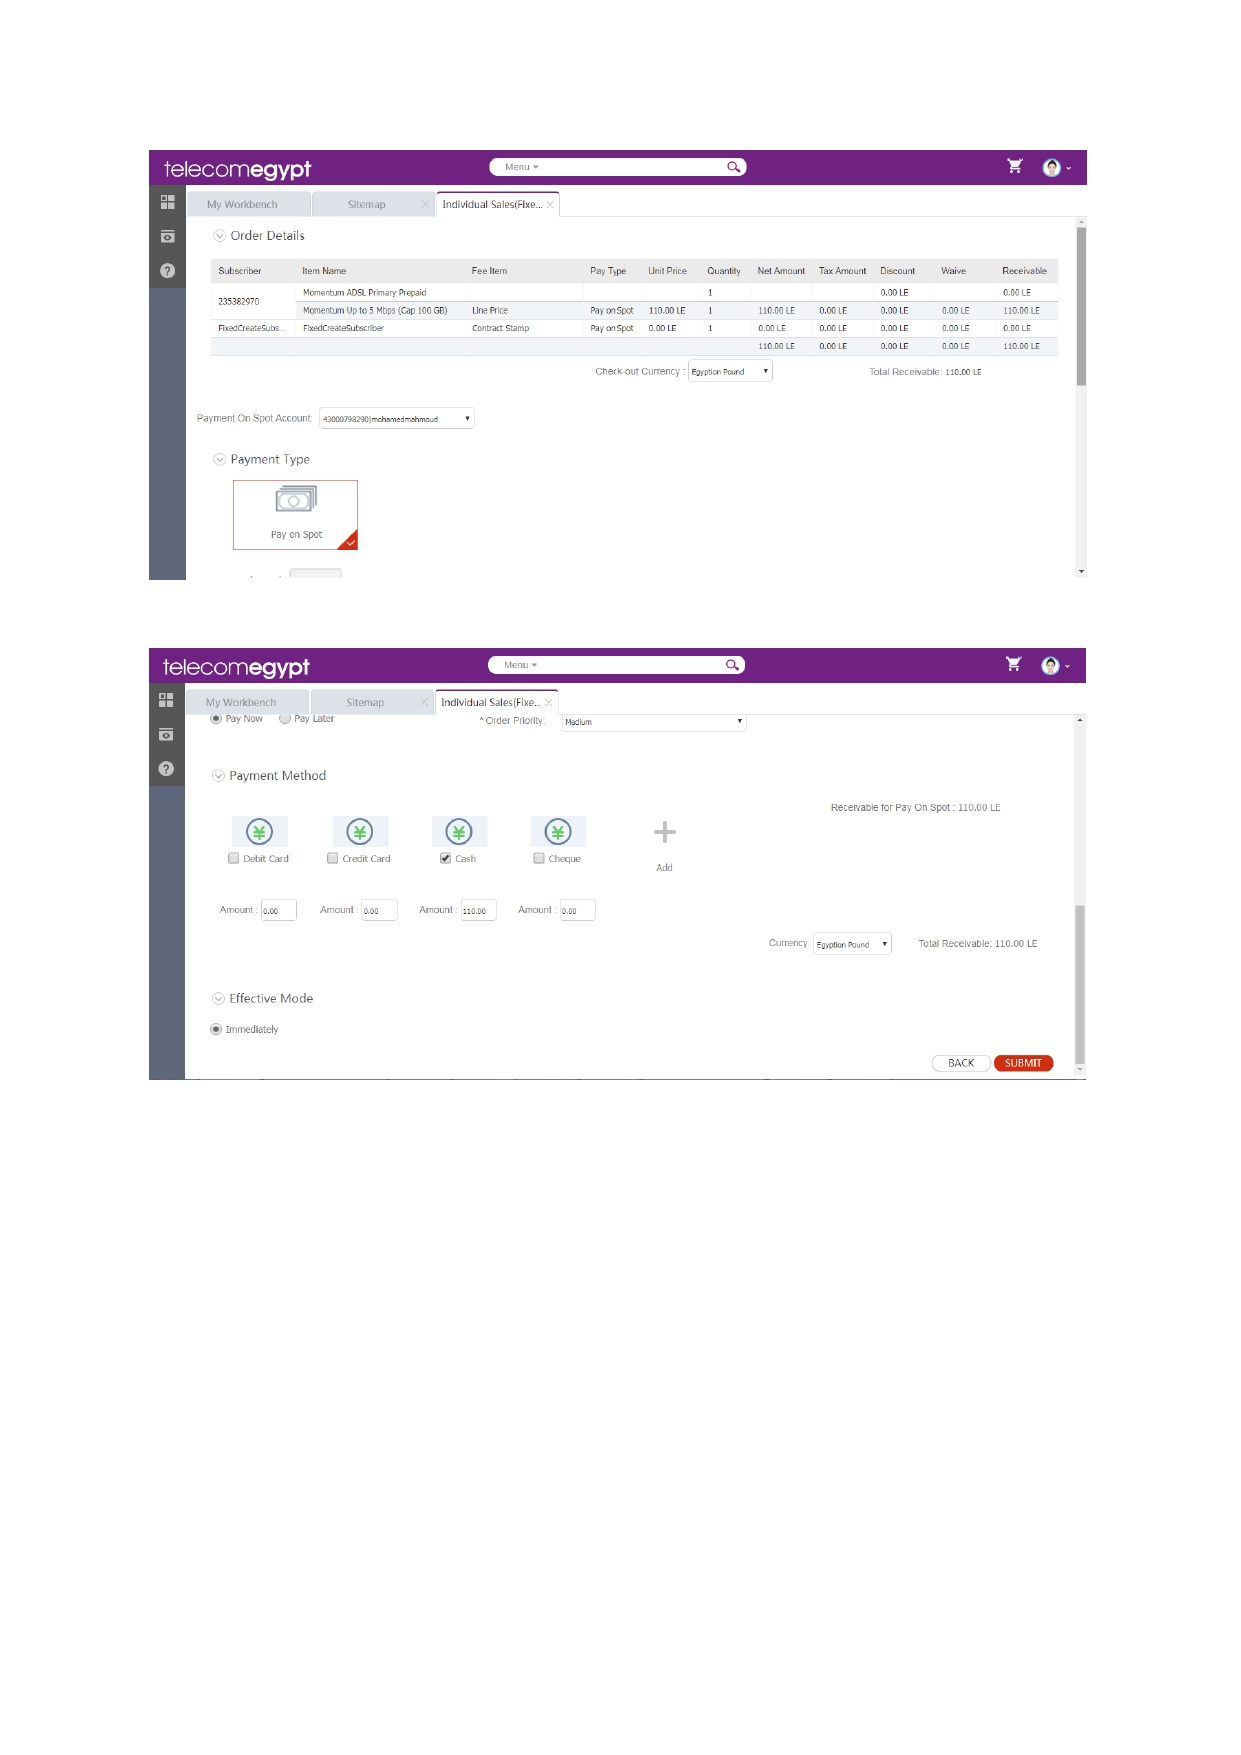 telecomegypt Menu
My Workbench Sitemap Individual Sales(Fixe...
Order Details
Subscriber Item Name Fee Item Pay Type Unit Price Quantity Net Amount Tax Amount Discount Waive Receivable
235382970 Momentum ADSL Primary Prepaid 1 0.00 LE 0.00 LE
Momentum Up to 5 Mbps (Cap 100 GB) Line Price Pay on Spot 110.00 LE 1 110.00 LE 0.00 LE 0.00 LE 0.00 LE 110.00 LE
FixedCreateSubs... FixedCreateSubscriber Contract Stamp Pay on Spot 0.00 LE 1 0.00 LE 0.00 LE 0.00 LE 0.00 LE 0.00 LE
110.00 LE 0.00 LE 0.00 LE 0.00 LE 110.00 LE
Check-out Currency : Egyption Pound Total Receivable: 110.00 LE
Payment On Spot Account: 43000798290|mohamedmahmoud
Payment Type
Pay on Spot
telecomegypt Menu
My Workbench Sitemap Individual Sales(Fixe...
Pay Now Pay Later * Order Priority: Medium
Payment Method
Receivable for Pay On Spot : 110.00 LE
Debit Card Credit Card Cash Cheque
Add
Amount : 0.00 Amount : 0.00 Amount : 110.00 Amount : 0.00
Currency: Egyption Pound Total Receivable: 110.00 LE
Effective Mode
Immediately
BACK SUBMIT